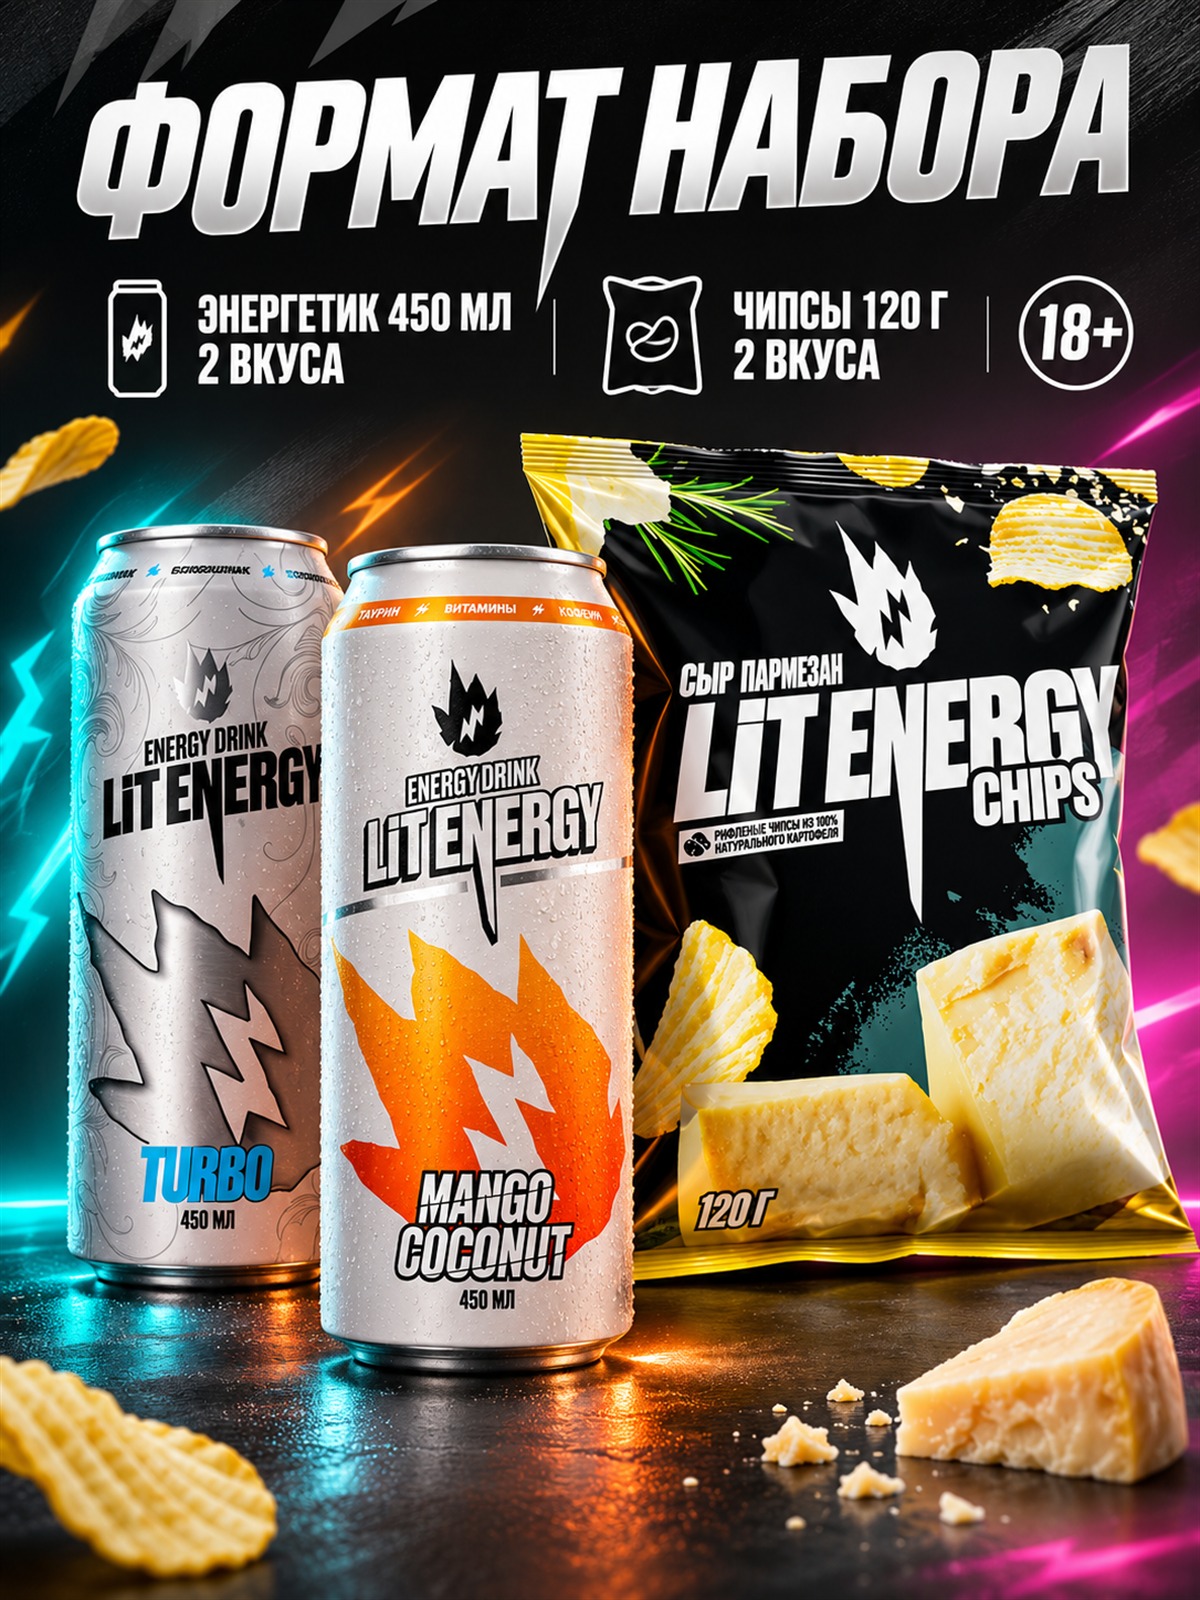 ФОРМАТ НАБОРА
ЭНЕРГЕТИК 450 МЛ
2 ВКУСА
ЧИПСЫ 120 Г
2 ВКУСА
18+
ENERGY DRINK
LIT ENERGY
TURBO
450 МЛ
ТАУРИН ВИТАМИНЫ КОФЕИН
ENERGY DRINK
LIT ENERGY
MANGO
COCONUT
450 МЛ
СЫР ПАРМЕЗАН
LIT ENERGY
CHIPS
РИФЛЕНЫЕ ЧИПСЫ ИЗ 100%
НАТУРАЛЬНОГО КАРТОФЕЛЯ
120 Г